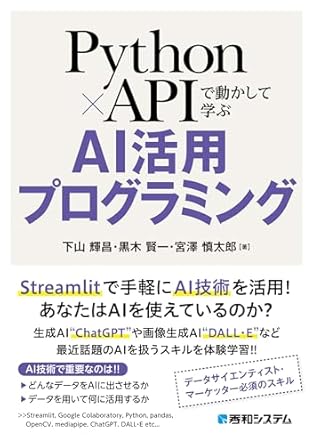 Python
×APIで動かして学ぶ
AI活用
プログラミング
下山 輝昌・黒木 賢一・宮澤 慎太郎[著]
Streamlitで手軽にAI技術を活用!
あなたはAIを使えているのか?
生成AI“ChatGPT”や画像生成AI“DALL・E”など
最近話題のAIを扱うスキルを体験学習!!
AI技術で重要なのは!!
▶どんなデータをAIに出させるか
▶データを用いて何に活用するか
データサイエンティスト・
マーケッター必須のスキル
>>Streamlit, Google Colaboratory, Python, pandas,
OpenCV, mediapipe, ChatGPT, DALL・E etc...
秀和システム